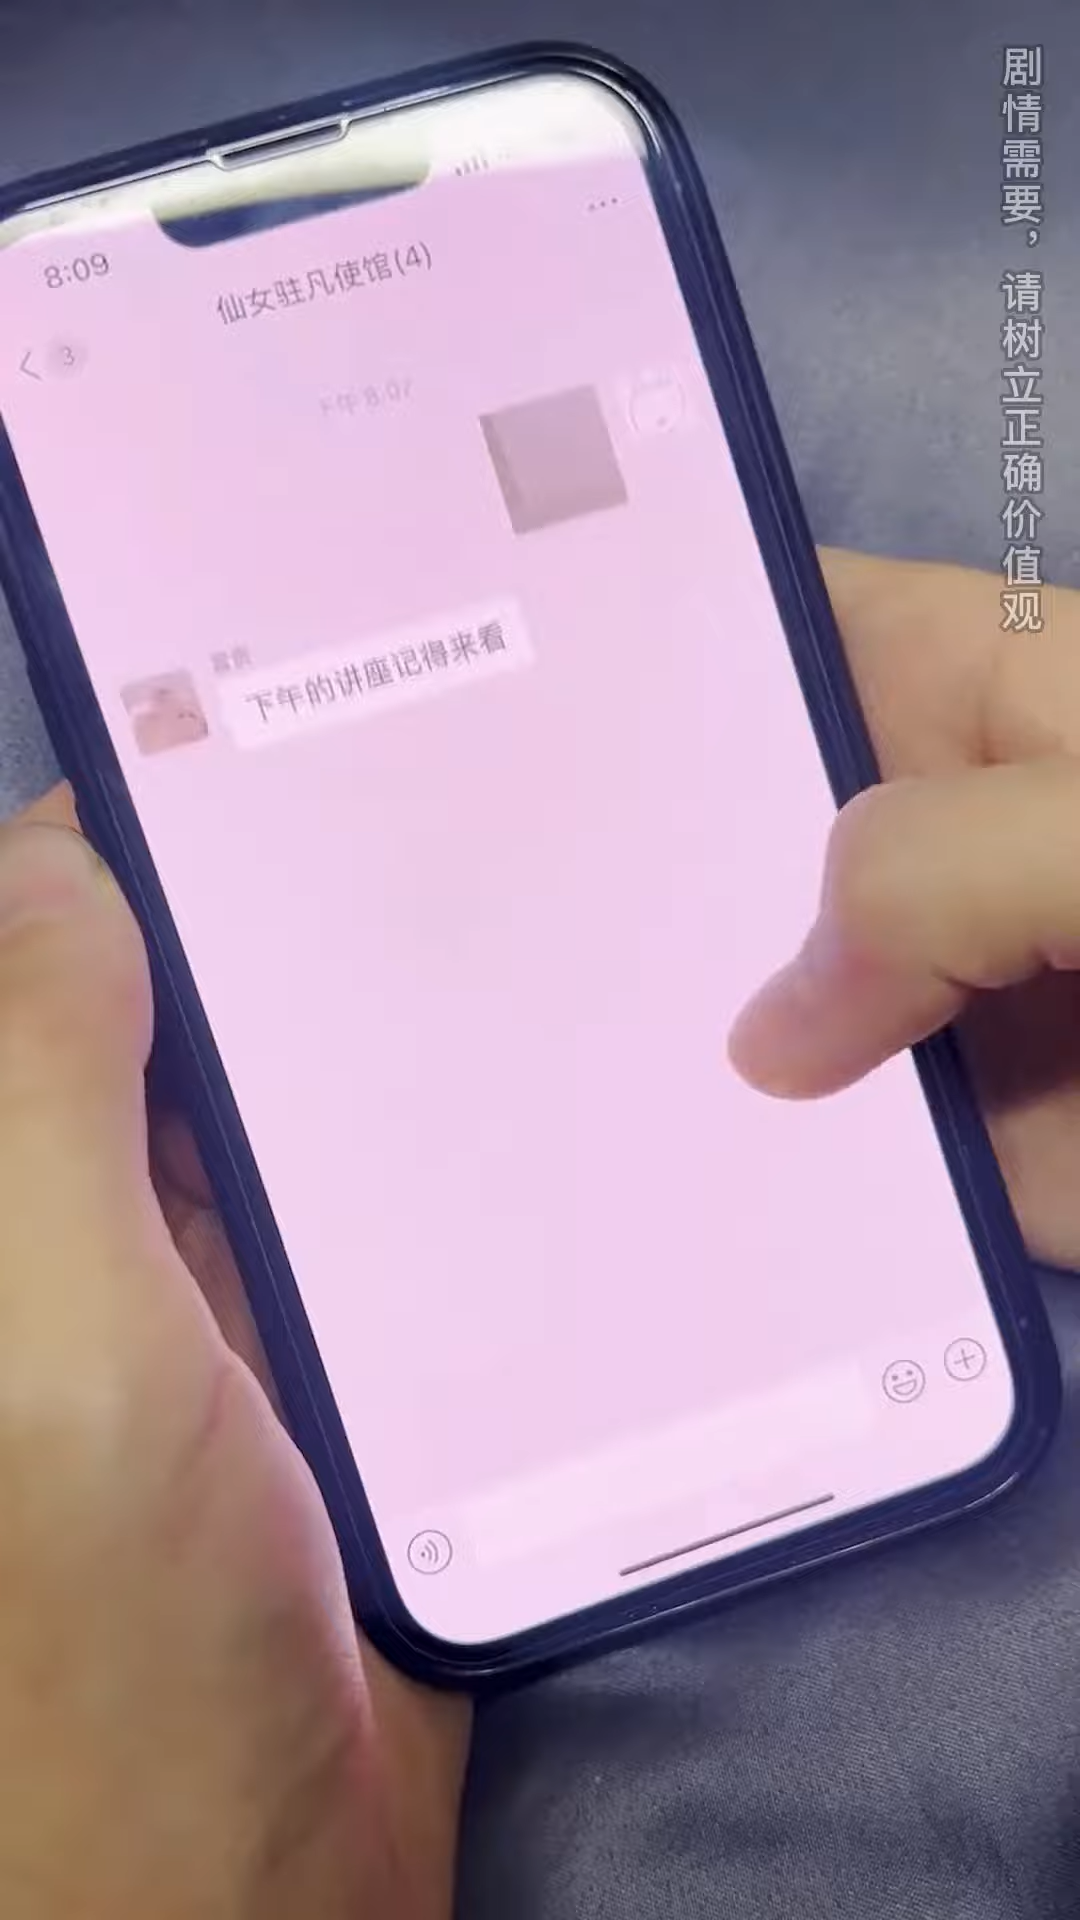 8:09
仙女驻凡使馆(4)
3
下午 8:07
下午的讲座记得来看
剧情需要，请树立正确价值观